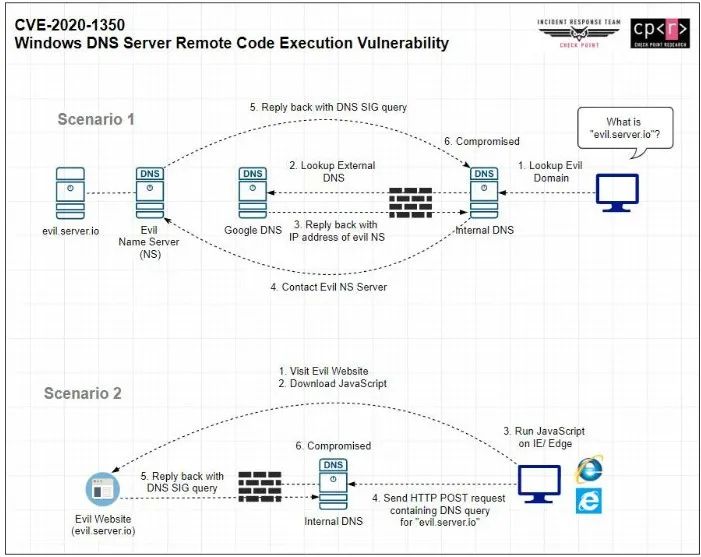 CVE-2020-1350
Windows DNS Server Remote Code Execution Vulnerability
INCIDENT RESPONSE TEAM
CHECK POINT
cp<r>
CHECK POINT RESEARCH
Scenario 1
5. Reply back with DNS SIG query
What is
"evil.server.io"?
6. Compromised
DNS
DNS
2. Lookup External
DNS
DNS
1. Lookup Evil
Domain
evil.server.io
Evil
Name Server
(NS)
Google DNS
3. Reply back with
IP address of evil NS
Internal DNS
4. Contact Evil NS Server
Scenario 2
1. Visit Evil Website
2. Download JavaScript
3. Run JavaScript
on IE/ Edge
6. Compromised
DNS
5. Reply back with
DNS SIG query
4. Send HTTP POST request
containing DNS query
for "evil.server.io"
Evil Website
(evil.server.io)
Internal DNS